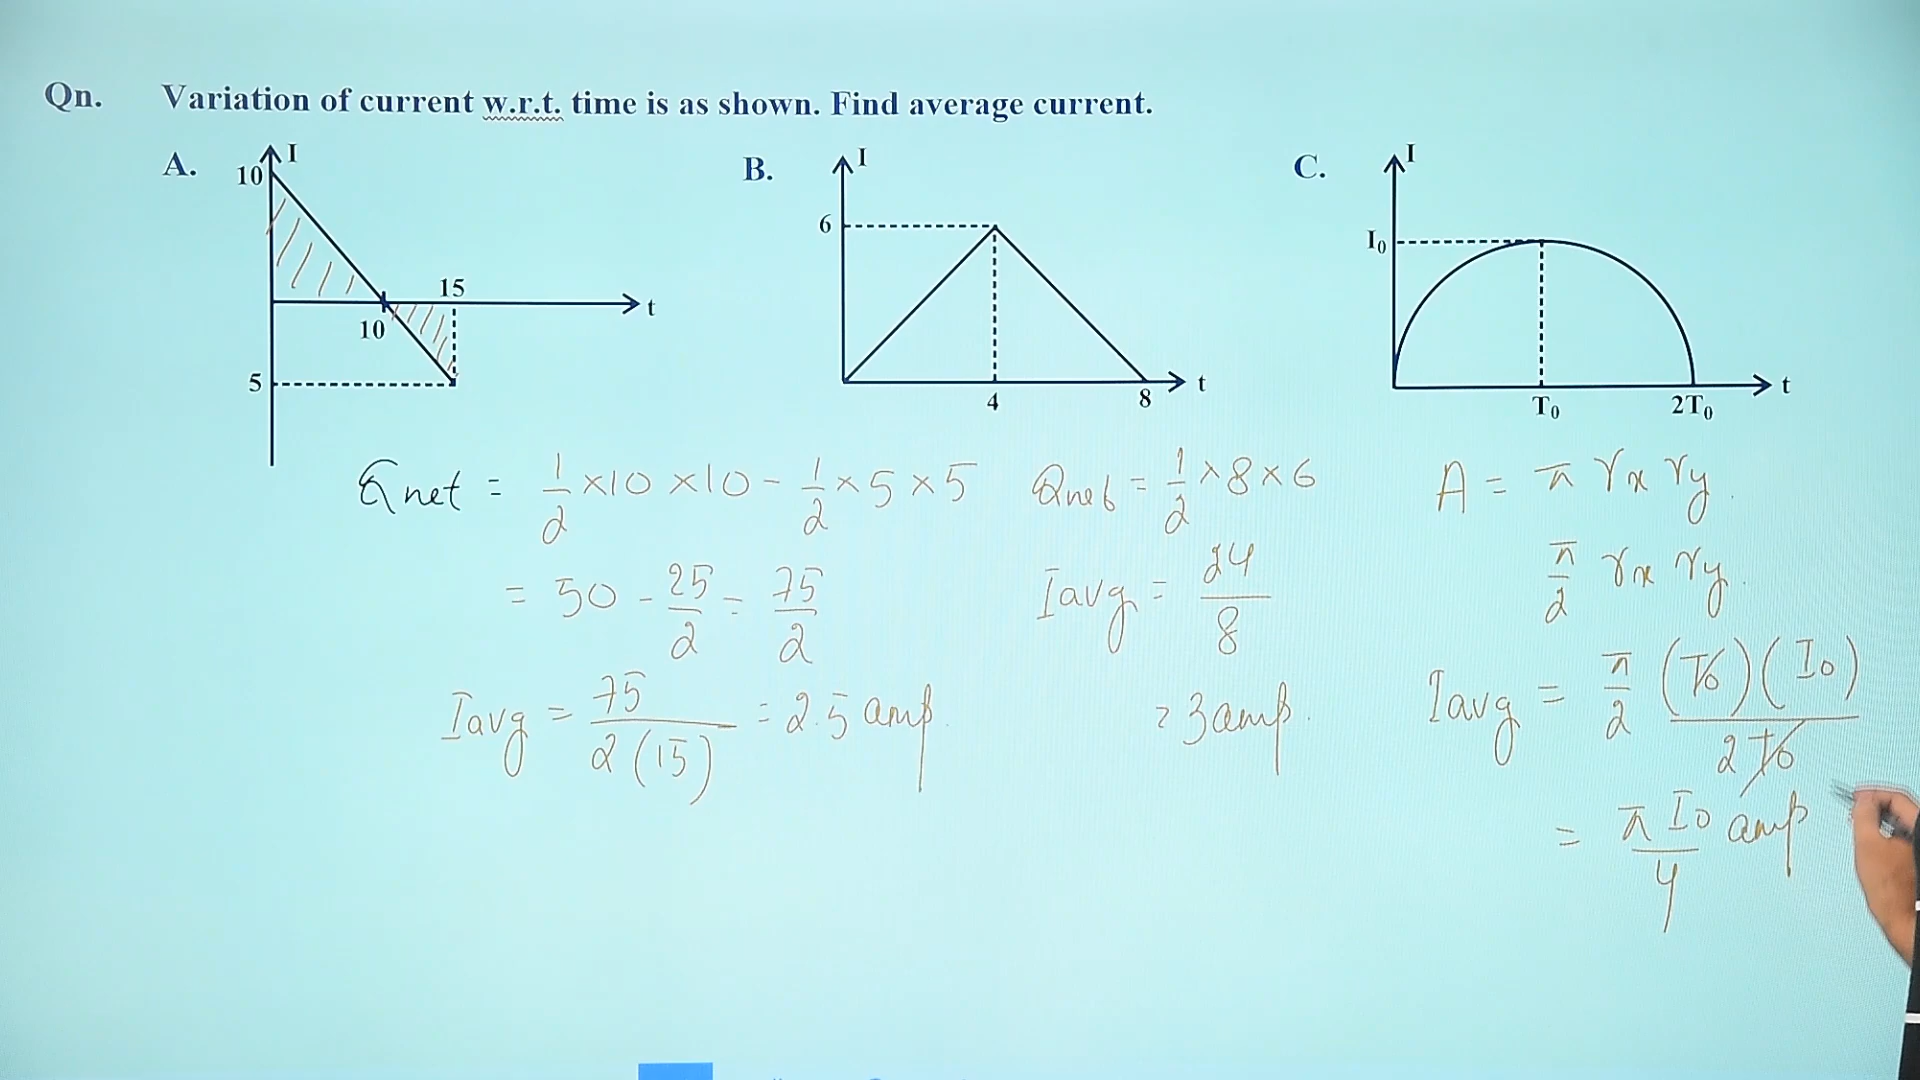 Qn. Variation of current w.r.t. time is as shown. Find average current.
A.
I
10
15
t
10
5
B.
I
6
t
4
8
C.
I
I₀
t
T₀
2T₀
Qnet = 1/2 ×10 ×10 - 1/2 × 5 × 5
= 50 - 25/2 = 75/2
Iavg = 75/2(15) = 2.5 amp.
Qnet = 1/2 × 8 × 6
Iavg = 24/8
= 3 amp.
A = π rx ry.
π/2 rx ry.
Iavg = π/2 (T0)(I0)/2T0
= πI0/4 amp